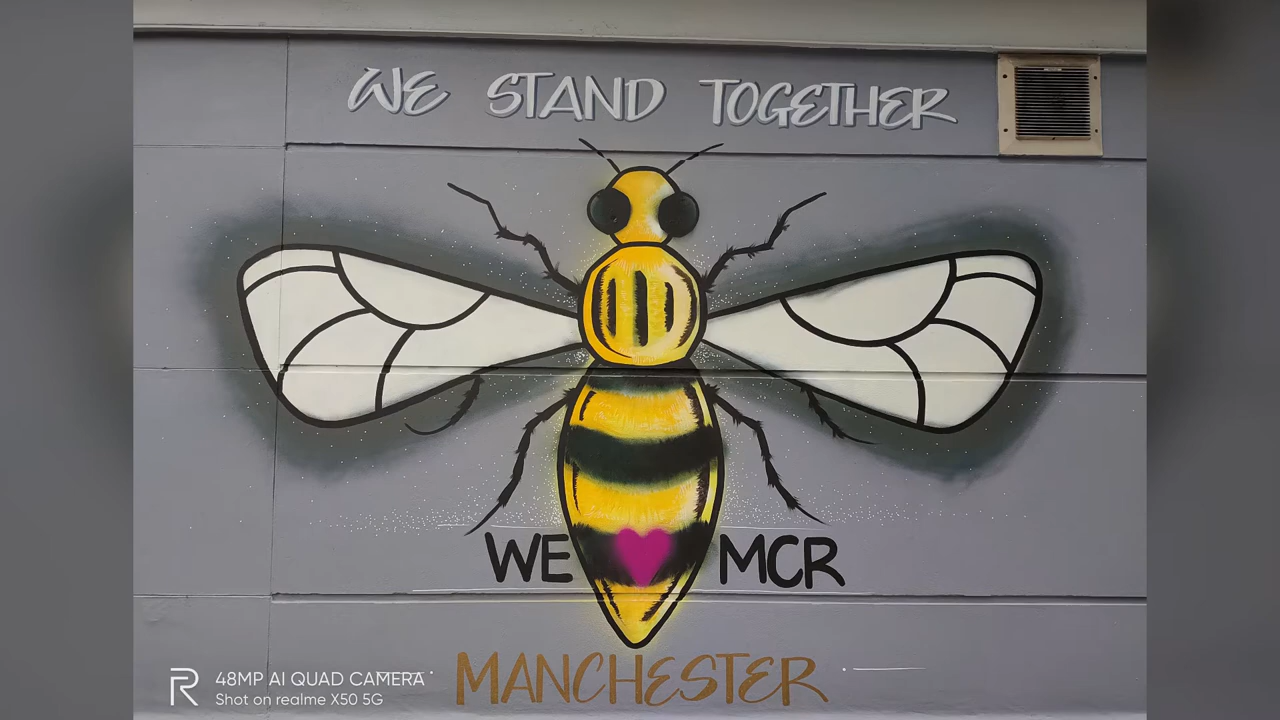 WE STAND TOGETHER
WE MCR
MANCHESTER
48MP AI QUAD CAMERA
Shot on realme X50 5G